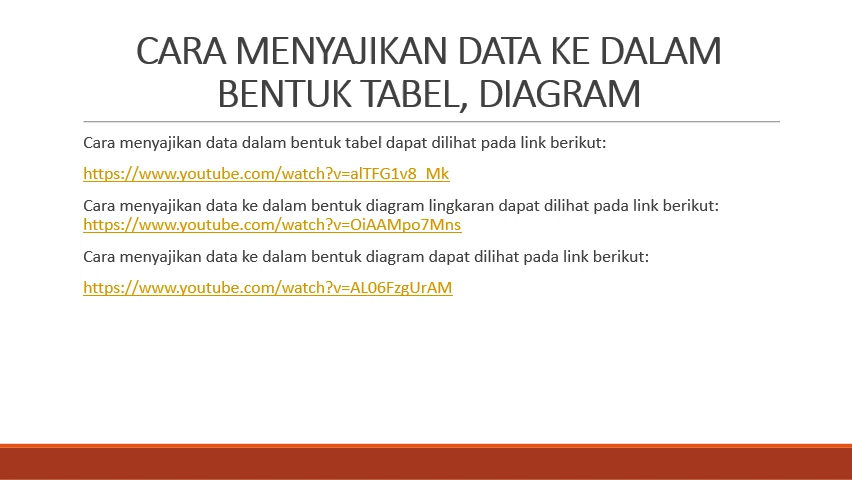 CARA MENYAJIKAN DATA KE DALAM
BENTUK TABEL, DIAGRAM
Cara menyajikan data dalam bentuk tabel dapat dilihat pada link berikut:
https://www.youtube.com/watch?v=alTFG1v8_Mk
Cara menyajikan data ke dalam bentuk diagram lingkaran dapat dilihat pada link berikut:
https://www.youtube.com/watch?v=OiAAMpo7Mns
Cara menyajikan data ke dalam bentuk diagram dapat dilihat pada link berikut:
https://www.youtube.com/watch?v=AL06FzgUrAM